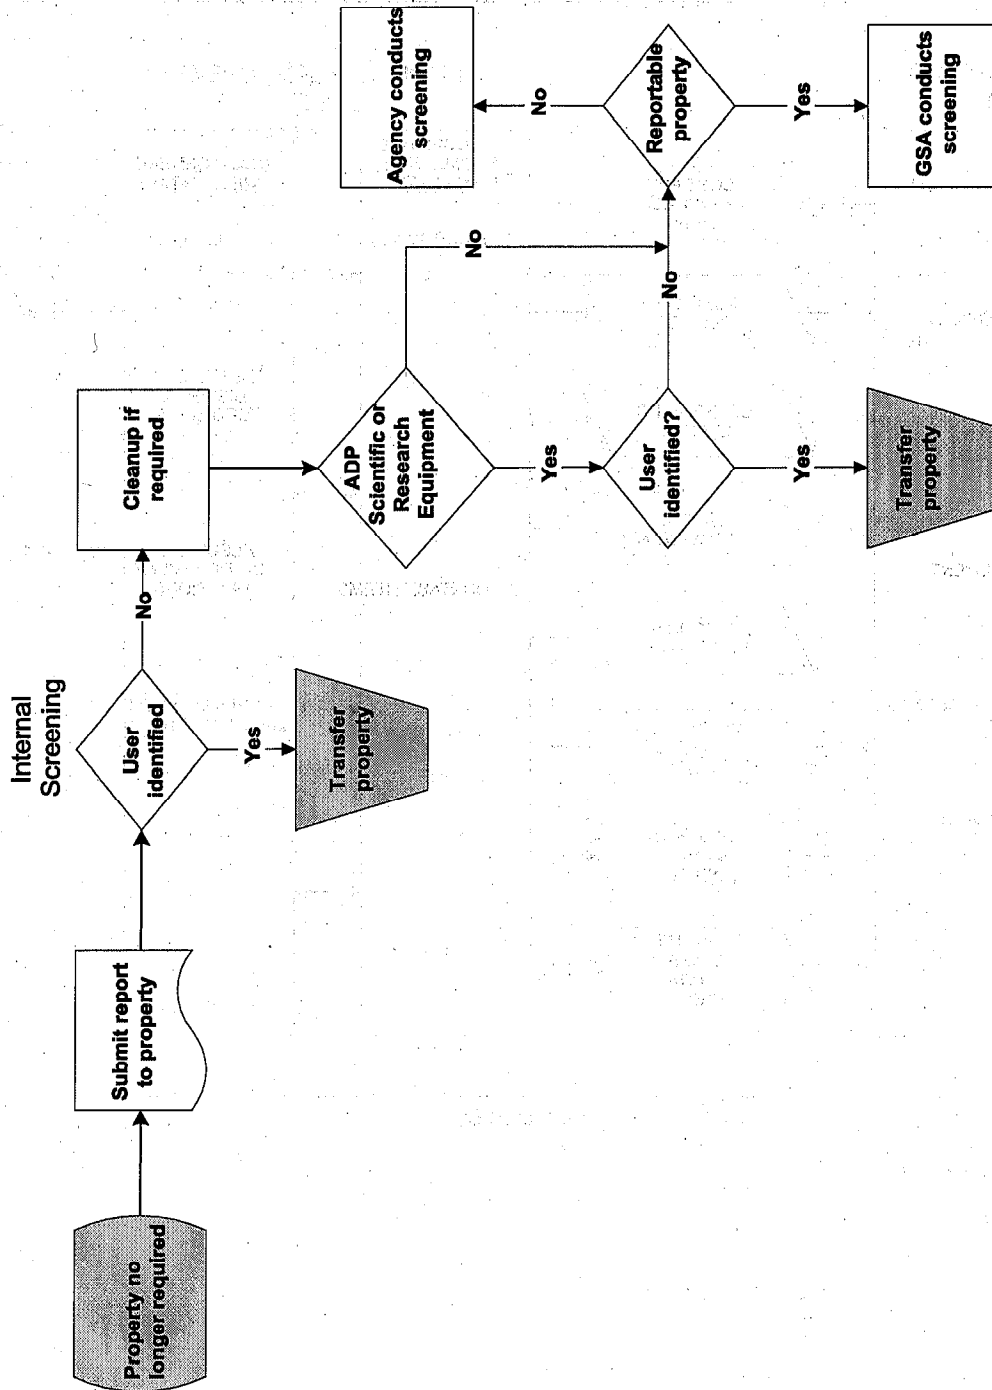 Internal
Screening
Property no
longer required
Submit report
to property
User
identified
No
Yes
Transfer
property
Cleanup if
required
ADP
Scientific or
Research
Equipment
No
Yes
User
identified?
No
Yes
Transfer
property
Reportable
property
No
Agency conducts
screening
Yes
GSA conducts
screening